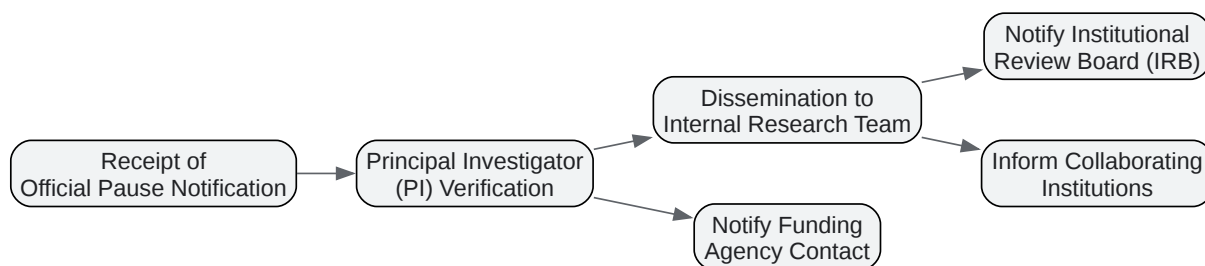 Receipt of
Official Pause Notification
Principal Investigator
(PI) Verification
Dissemination to
Internal Research Team
Notify Funding
Agency Contact
Notify Institutional
Review Board (IRB)
Inform Collaborating
Institutions